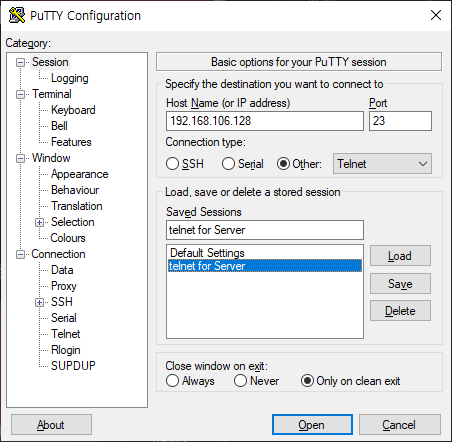 PuTTY Configuration
Category:
Session
Logging
Terminal
Keyboard
Bell
Features
Window
Appearance
Behaviour
Translation
Selection
Colours
Connection
Data
Proxy
SSH
Serial
Telnet
Rlogin
SUPDUP
Basic options for your PuTTY session
Specify the destination you want to connect to
Host Name (or IP address) Port
192.168.106.128 23
Connection type:
SSH Serial Other: Telnet
Load, save or delete a stored session
Saved Sessions
telnet for Server
Default Settings
telnet for Server
Load
Save
Delete
Close window on exit:
Always Never Only on clean exit
About Open Cancel